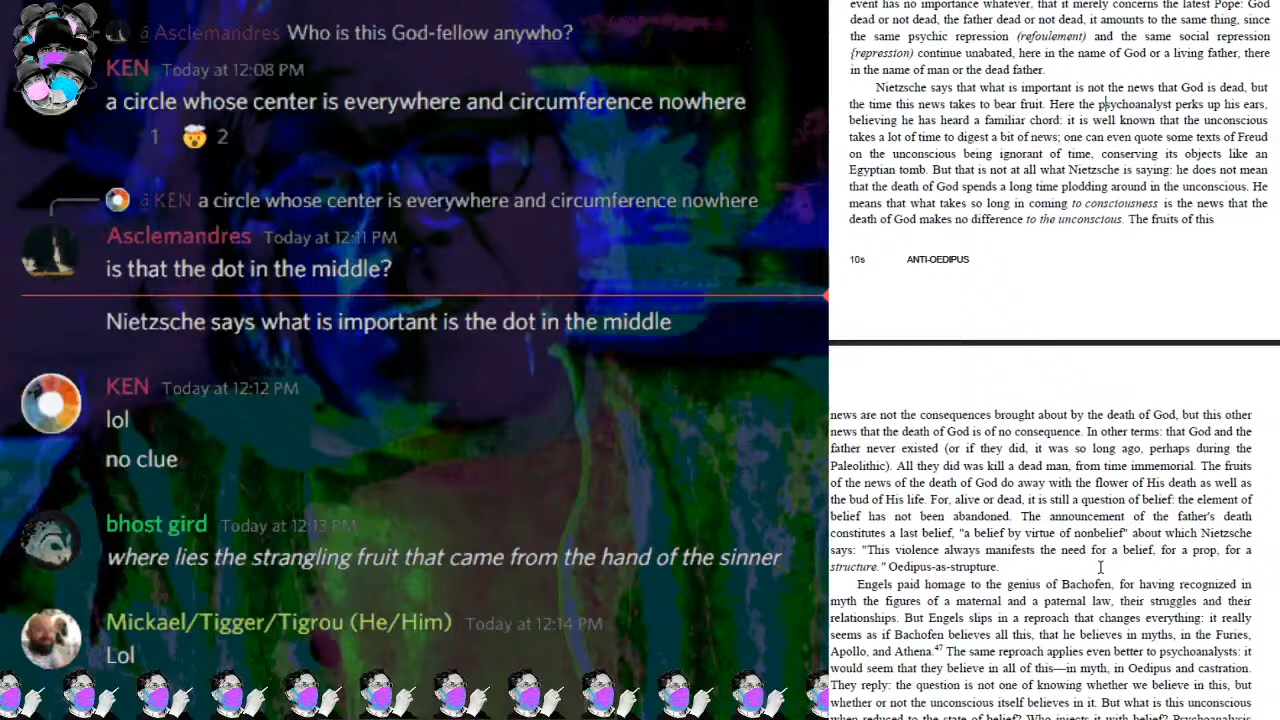 Asclemandres Who is this God-fellow anywho?
KEN Today at 12:08 PM
a circle whose center is everywhere and circumference nowhere
1 🤯 2
KEN a circle whose center is everywhere and circumference nowhere
Asclemandres Today at 12:11 PM
is that the dot in the middle?
Nietzsche says what is important is the dot in the middle
KEN Today at 12:12 PM
lol
no clue
bhost gird Today at 12:13 PM
where lies the strangling fruit that came from the hand of the sinner
Mickael/Tigger/Tigrou (He/Him) Today at 12:14 PM
Lol
event has no importance whatever, that it merely concerns the latest Pope: God
dead or not dead, the father dead or not dead, it amounts to the same thing, since
the same psychic repression (refoulement) and the same social repression
{repression) continue unabated, here in the name of God or a living father, there
in the name of man or the dead father.
Nietzsche says that what is important is not the news that God is dead, but
the time this news takes to bear fruit. Here the psychoanalyst perks up his ears,
believing he has heard a familiar chord: it is well known that the unconscious
takes a lot of time to digest a bit of news; one can even quote some texts of Freud
on the unconscious being ignorant of time, conserving its objects like an
Egyptian tomb. But that is not at all what Nietzsche is saying: he does not mean
that the death of God spends a long time plodding around in the unconscious. He
means that what takes so long in coming to consciousness is the news that the
death of God makes no difference to the unconscious. The fruits of this
10s ANTI-OEDIPUS
news are not the consequences brought about by the death of God, but this other
news that the death of God is of no consequence. In other terms: that God and the
father never existed (or if they did, it was so long ago, perhaps during the
Paleolithic). All they did was kill a dead man, from time immemorial. The fruits
of the news of the death of God do away with the flower of His death as well as
the bud of His life. For, alive or dead, it is still a question of belief: the element of
belief has not been abandoned. The announcement of the father's death
constitutes a last belief, "a belief by virtue of nonbelief" about which Nietzsche
says: "This violence always manifests the need for a belief, for a prop, for a
structure." Oedipus-as-strupture.
Engels paid homage to the genius of Bachofen, for having recognized in
myth the figures of a maternal and a paternal law, their struggles and their
relationships. But Engels slips in a reproach that changes everything: it really
seems as if Bachofen believes all this, that he believes in myths, in the Furies,
Apollo, and Athena.47 The same reproach applies even better to psychoanalysts: it
would seem that they believe in all of this—in myth, in Oedipus and castration.
They reply: the question is not one of knowing whether we believe in this, but
whether or not the unconscious itself believes in it. But what is this unconscious
when reduced to the state of belief? Who injects it with belief? Psychoanalysis